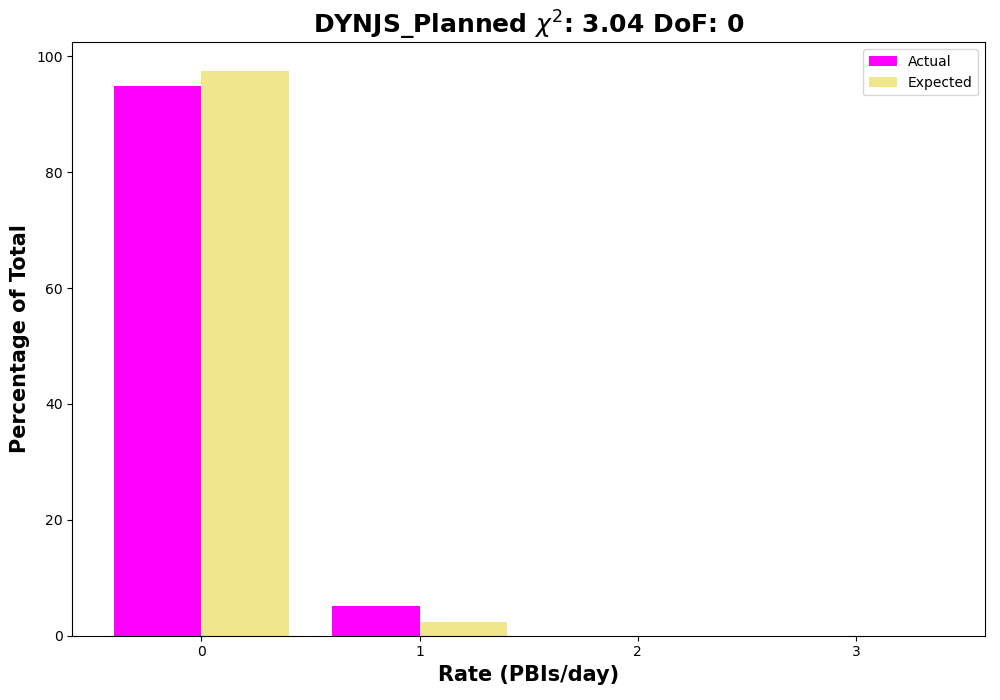 DYNJS_Planned χ²: 3.04 DoF: 0
Actual
Expected
Percentage of Total
100
80
60
40
20
0
0 1 2 3
Rate (PBIs/day)